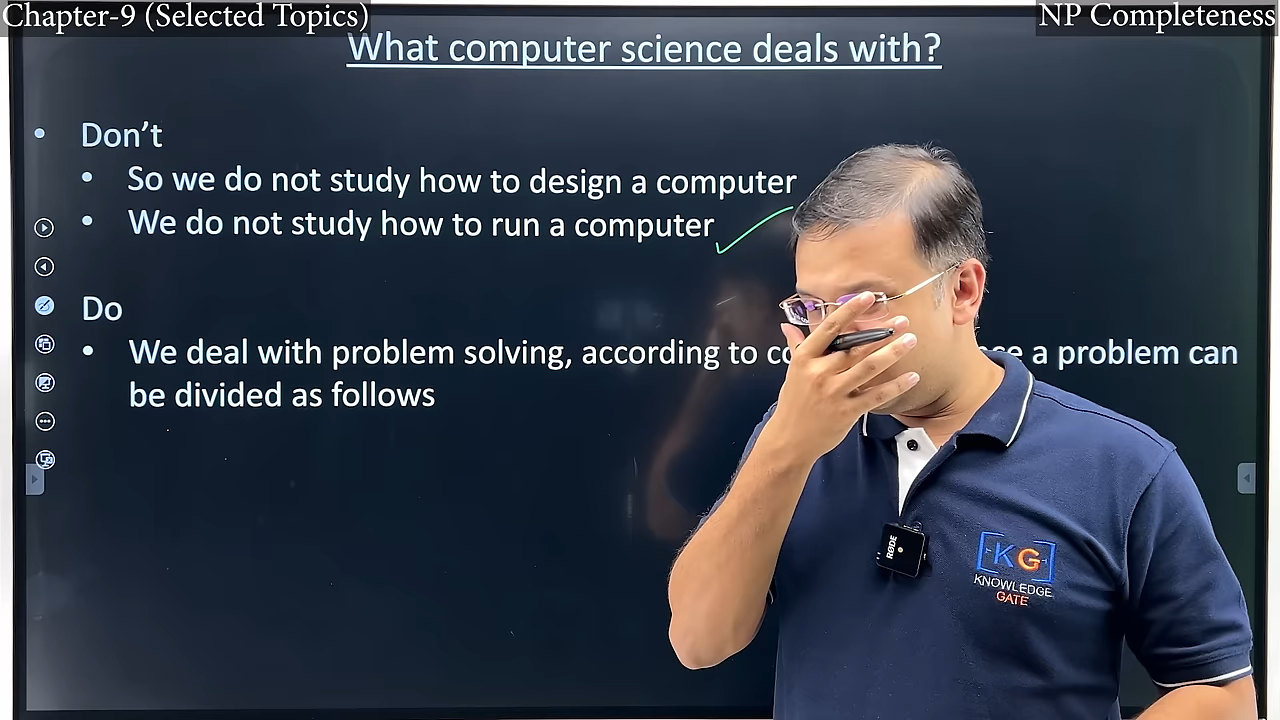 Chapter-9 (Selected Topics)
NP Completeness
What computer science deals with?
• Don't
• So we do not study how to design a computer
• We do not study how to run a computer
Do
• We deal with problem solving, according to a problem can
be divided as follows
RØDE
KG
KNOWLEDGE
GATE